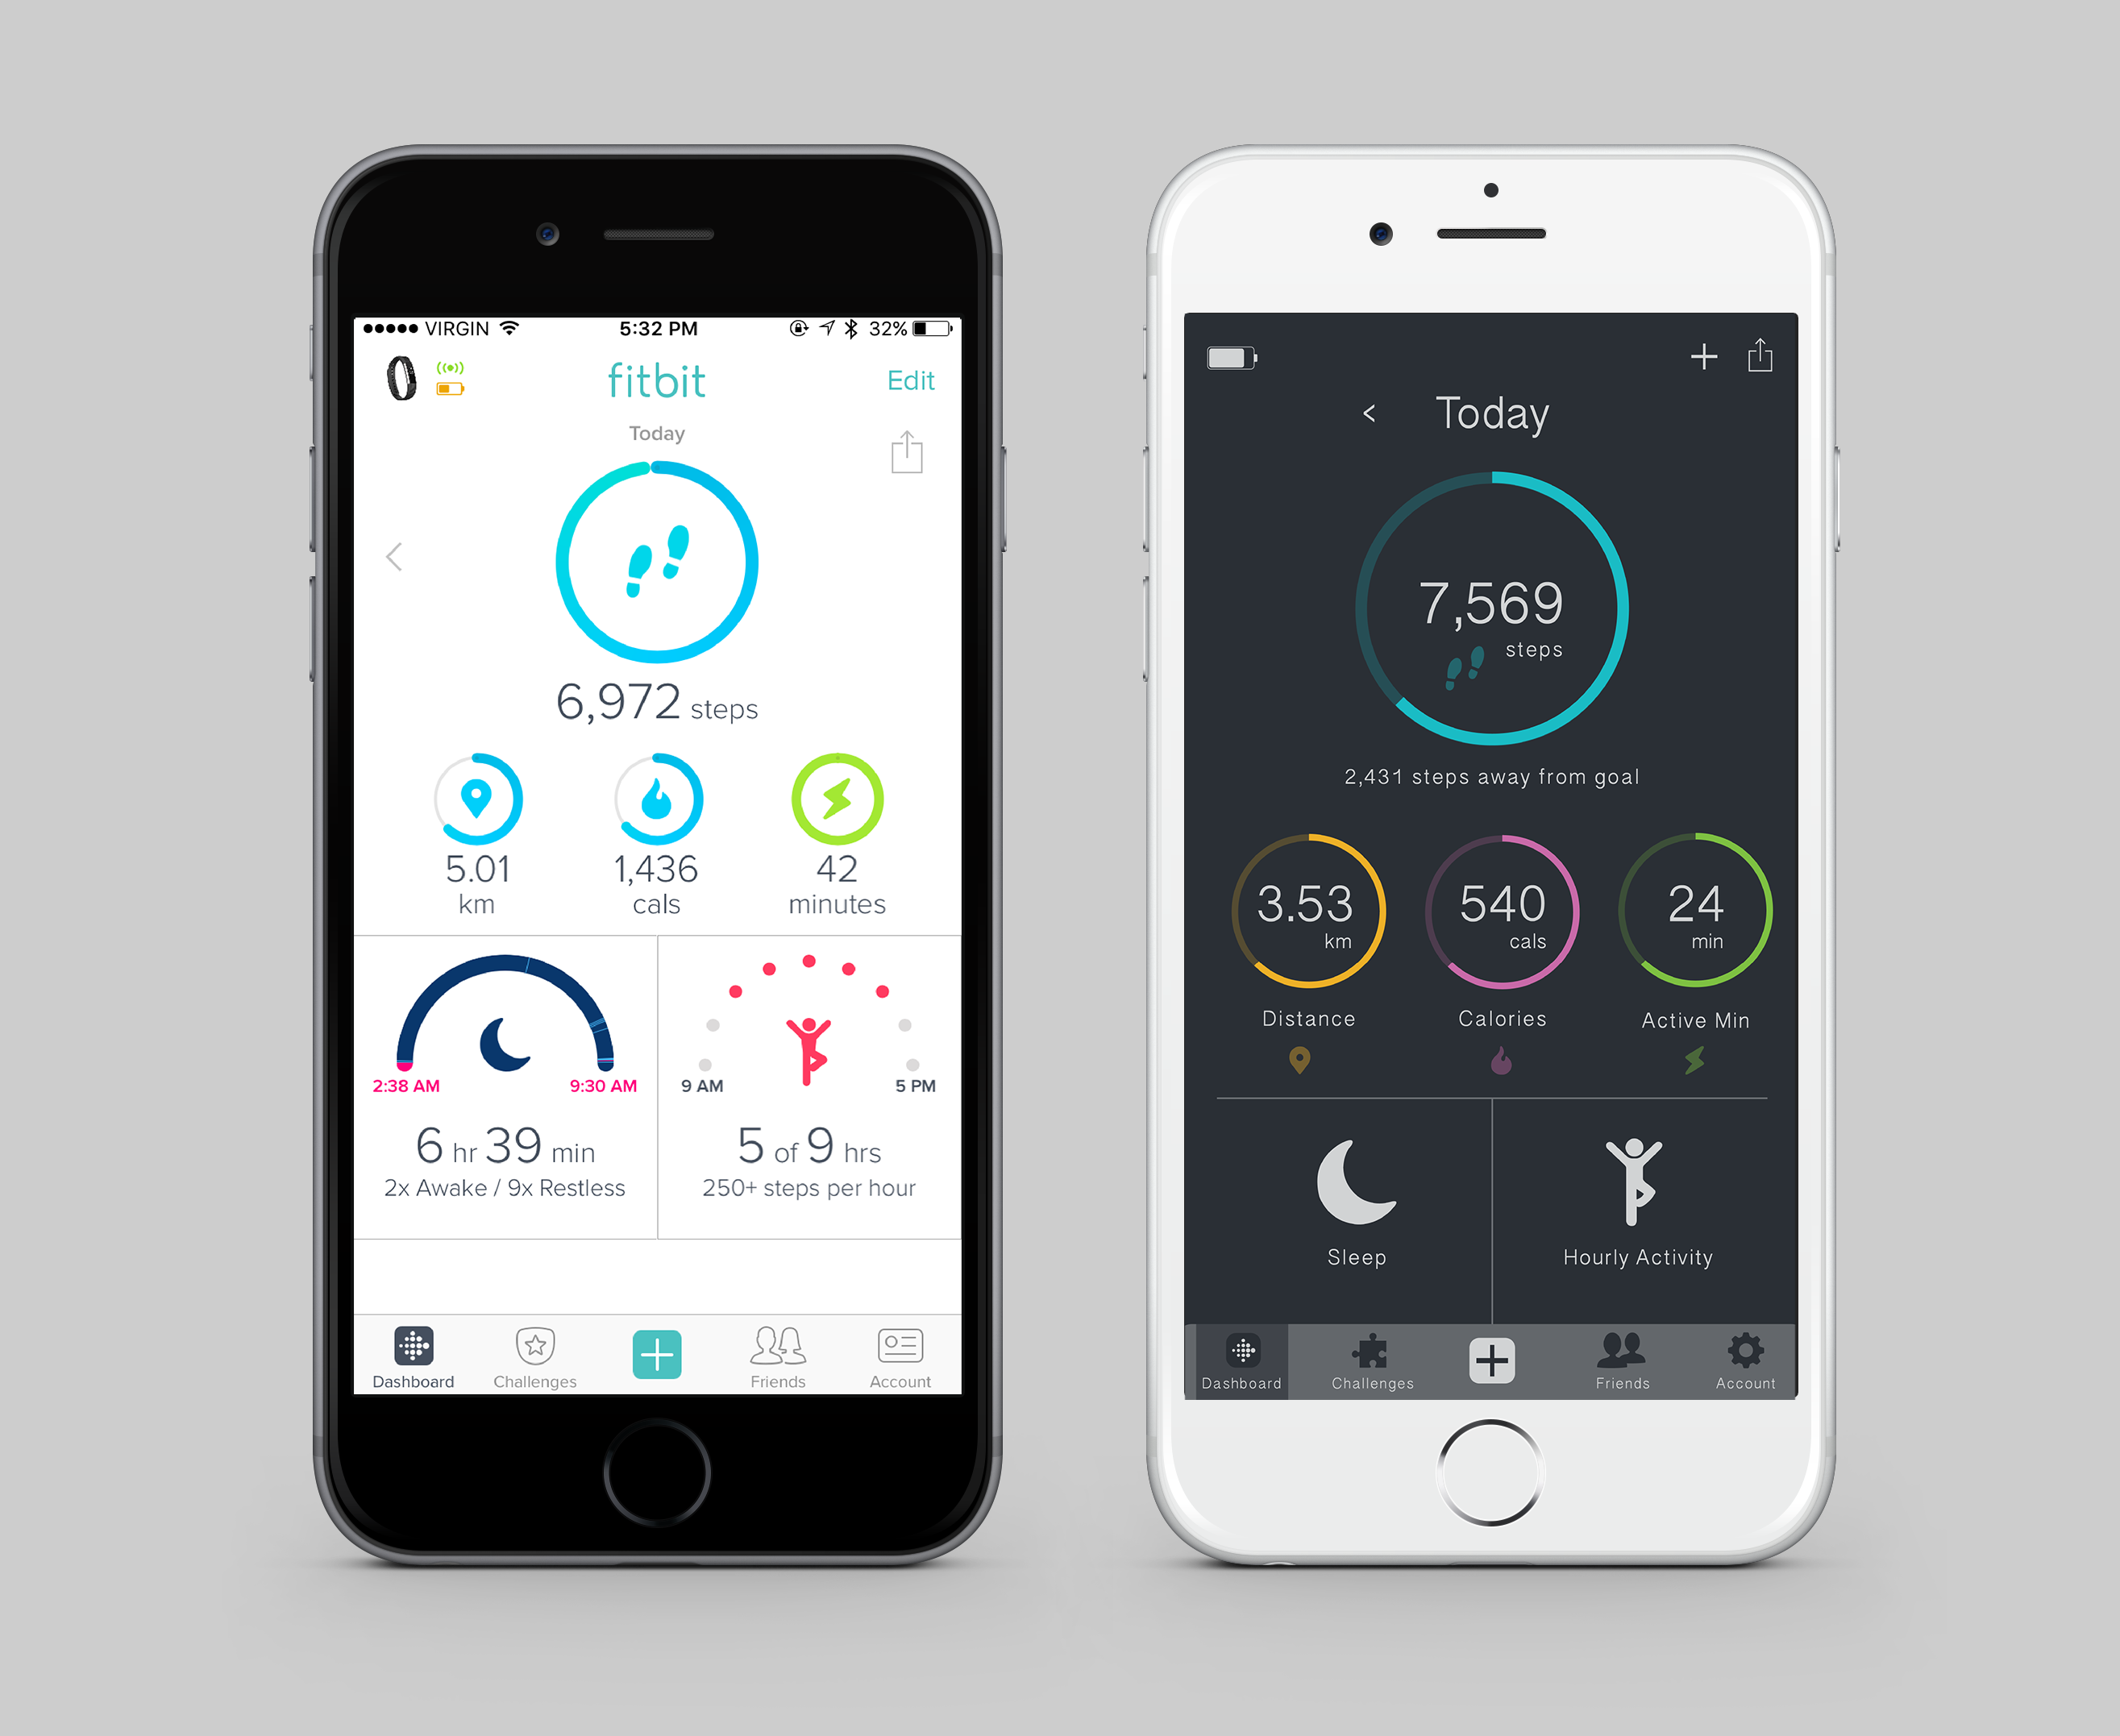 VIRGIN 5:32 PM 32%
fitbit Edit
Today
6,972 steps
5.01 1,436 42
km cals minutes
2:38 AM 9:30 AM 9 AM 5 PM
6 hr 39 min 5 of 9 hrs
2x Awake / 9x Restless 250+ steps per hour
Dashboard Challenges Friends Account
Today
7,569
steps
2,431 steps away from goal
3.53 540 24
km cals min
Distance Calories Active Min
Sleep Hourly Activity
Dashboard Challenges Friends Account